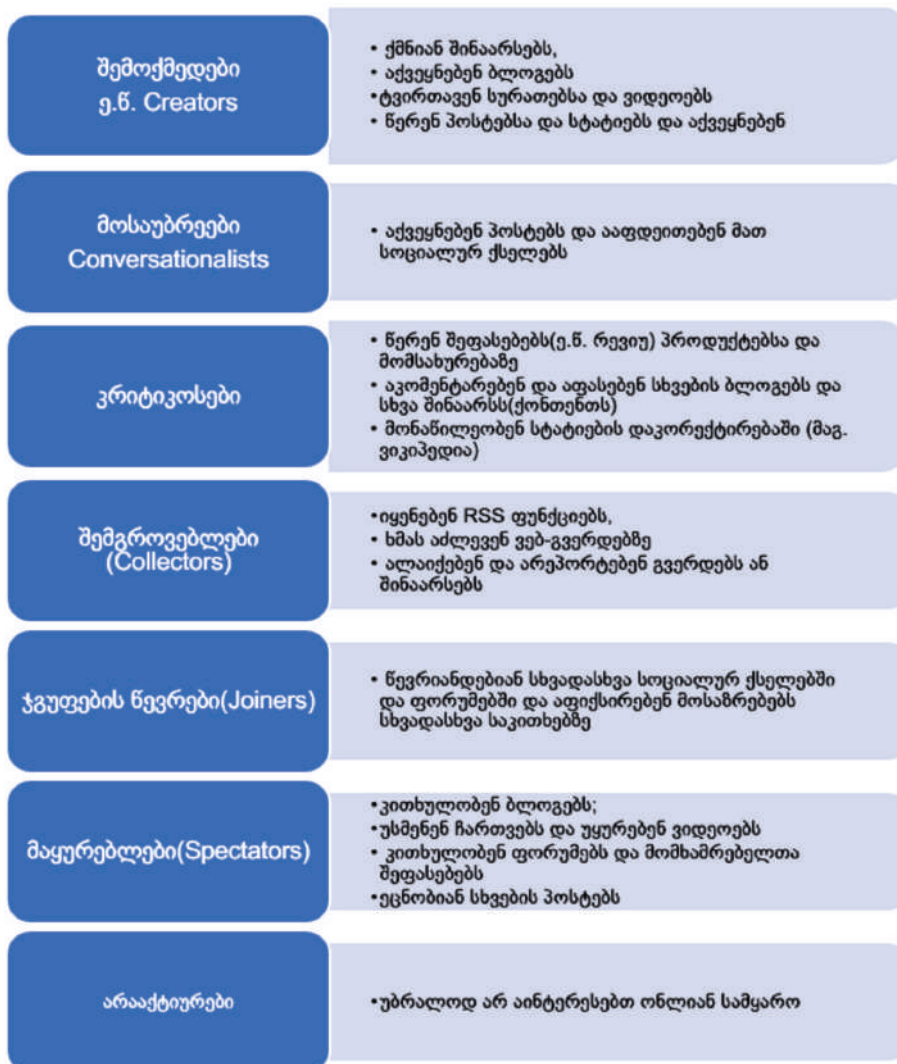 შემოქმედები
ე.წ. Creators
• ქმნიან შინაარსებს,
• აქვეყნებენ ბლოგებს
•ტვირთავენ სურათებსა და ვიდეოებს
• წერენ პოსტებსა და სტატიებს და აქვეყნებენ
მოსაუბრეები
Conversationalists
• აქვეყნებენ პოსტებს და ააფდეითებენ მათ
სოციალურ ქსელებს
კრიტიკოსები
• წერენ შეფასებებს(ე.წ. რევიუ) პროდუქტებსა და
მომსახურებაზე
• აკომენტარებენ და აფასებენ სხვების ბლოგებს და
სხვა შინაარსს(ქონთენთს)
• მონაწილეობენ სტატიების დაკორექტირებაში (მაგ.
ვიკიპედია)
შემგროვებლები
(Collectors)
•იყენებენ RSS ფუნქციებს,
• ხმას აძლევენ ვებ-გვერდებზე
• ალაიქებენ და არეპორტებენ გვერდებს ან
შინაარსებს
ჯგუფების წევრები(Joiners)
• წევრიანდებიან სხვადასხვა სოციალურ ქსელებში
და ფორუმებში და აფიქსირებენ მოსაზრებებს
სხვადასხვა საკითხებზე
მაყურებლები(Spectators)
•კითხულობენ ბლოგებს;
•უსმენენ ჩართვებს და უყურებენ ვიდეოებს
• კითხულობენ ფორუმებს და მომხამრებელთა
შეფასებებს
•ეცნობიან სხვების პოსტებს
არააქტიურები
•უბრალოდ არ აინტერესებთ ონლიან სამყარო